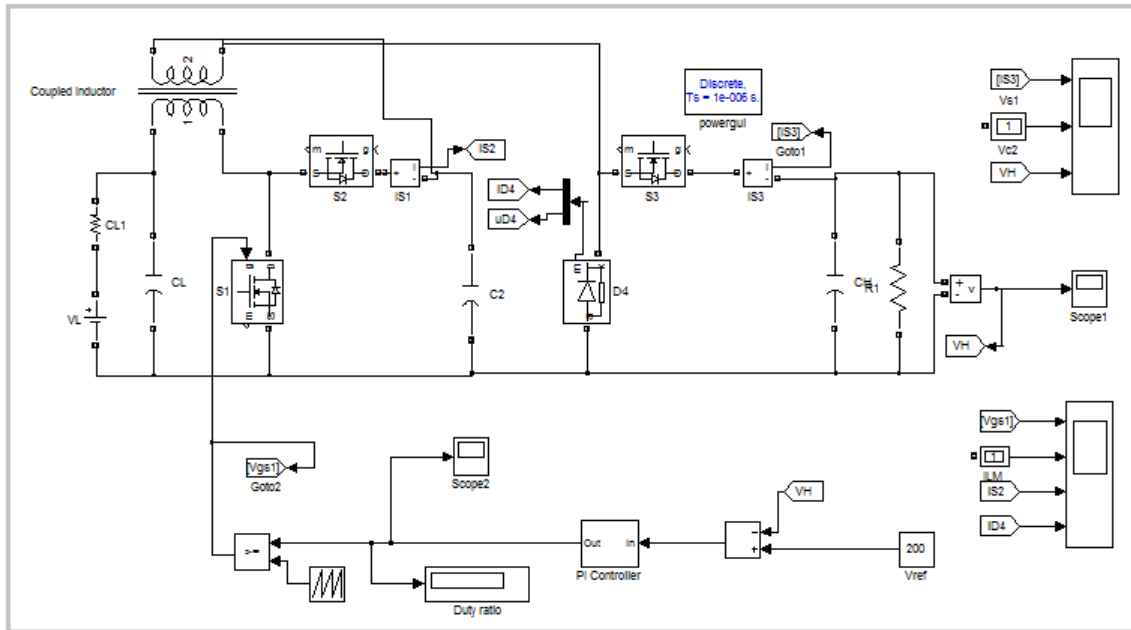 2
Coupled Inductor
1
Discrete,
Ts = 1e-006 s.
powergui
[IS3]
Goto1
[IS3]
Vs1
1
Vc2
VH
m
g
S
D
S2
+
i
-
IS1
IS2
ID4
uD4
m
g
S
D
S3
+
i
-
IS3
CL1
CL
VL
+
S1
g
D
m
S
C2
m
k
a
D4
R1
+
-
v
Scope1
VH
[Vgs1]
Goto2
Scope2
VH
[Vgs1]
1
ILM
IS2
ID4
>=
Out
In
PI Controller
−
+
200
Vref
Duty ratio